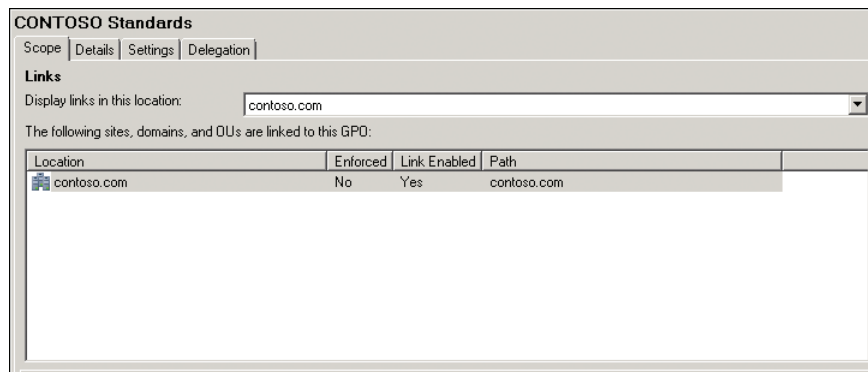 CONTOSO Standards
Scope Details Settings Delegation
Links
Display links in this location: contoso.com
The following sites, domains, and OUs are linked to this GPO:
Location Enforced Link Enabled Path
contoso.com No Yes contoso.com